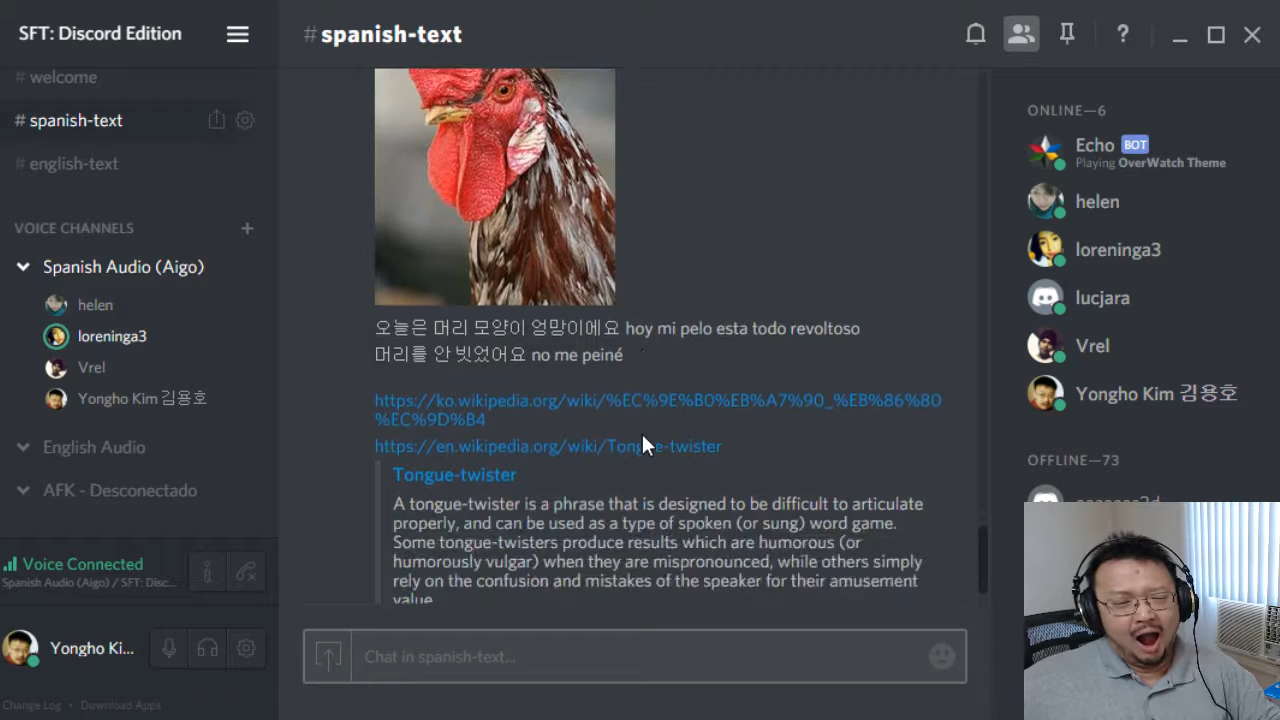 SFT: Discord Edition
# welcome
# spanish-text
# english-text
VOICE CHANNELS
Spanish Audio (Aigo)
helen
loreninga3
Vrel
Yongho Kim 김용호
English Audio
AFK - Desconectado
Voice Connected
Spanish Audio (Aigo) / SFT: Disc...
Yongho Ki...
Change Log • Download Apps
# spanish-text
오늘은 머리 모양이 엉망이에요 hoy mi pelo esta todo revoltoso
머리를 안 빗었어요 no me peiné
https://ko.wikipedia.org/wiki/%EC%9E%B0%EB%A7%90_%EB%86%80
%EC%9D%B4
https://en.wikipedia.org/wiki/Tongue-twister
Tongue-twister
A tongue-twister is a phrase that is designed to be difficult to articulate
properly, and can be used as a type of spoken (or sung) word game.
Some tongue-twisters produce results which are humorous (or
humorously vulgar) when they are mispronounced, while others simply
rely on the confusion and mistakes of the speaker for their amusement
value
Chat in spanish-text...
ONLINE—6
Echo BOT
Playing OverWatch Theme
helen
loreninga3
lucjara
Vrel
Yongho Kim 김용호
OFFLINE—73